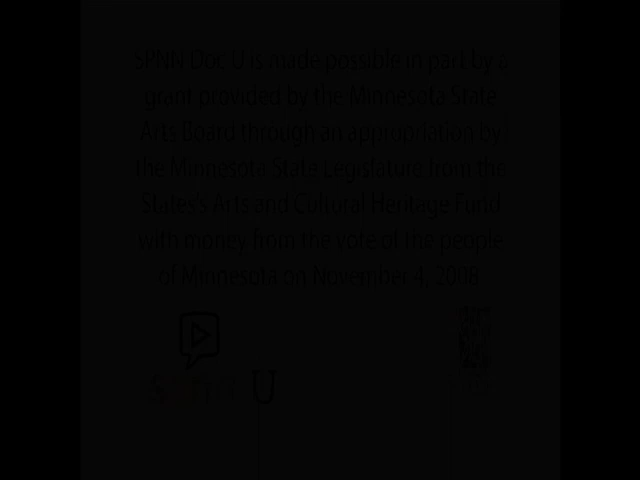 SPNN Doc U is made possible in part by a
grant provided by the Minnesota State
Arts Board through an appropriation by
the Minnesota State Legislature from the
States's Arts and Cultural Heritage Fund
with money from the vote of the people
of Minnesota on November 4, 2008
U